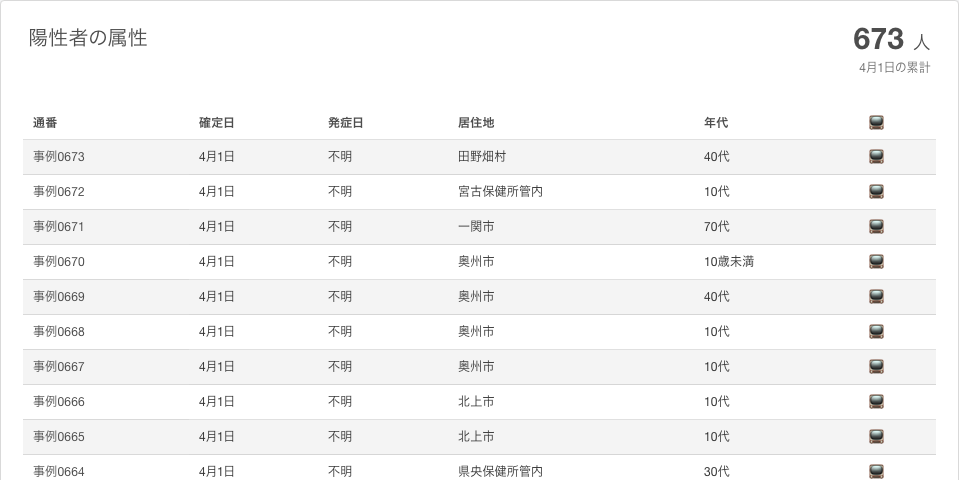 陽性者の属性
673 人
4月1日の累計
通番 確定日 発症日 居住地 年代 📺
事例0673 4月1日 不明 田野畑村 40代 📺
事例0672 4月1日 不明 宮古保健所管内 10代 📺
事例0671 4月1日 不明 一関市 70代 📺
事例0670 4月1日 不明 奥州市 10歳未満 📺
事例0669 4月1日 不明 奥州市 40代 📺
事例0668 4月1日 不明 奥州市 10代 📺
事例0667 4月1日 不明 奥州市 10代 📺
事例0666 4月1日 不明 北上市 10代 📺
事例0665 4月1日 不明 北上市 10代 📺
事例0664 4月1日 不明 県央保健所管内 30代 📺